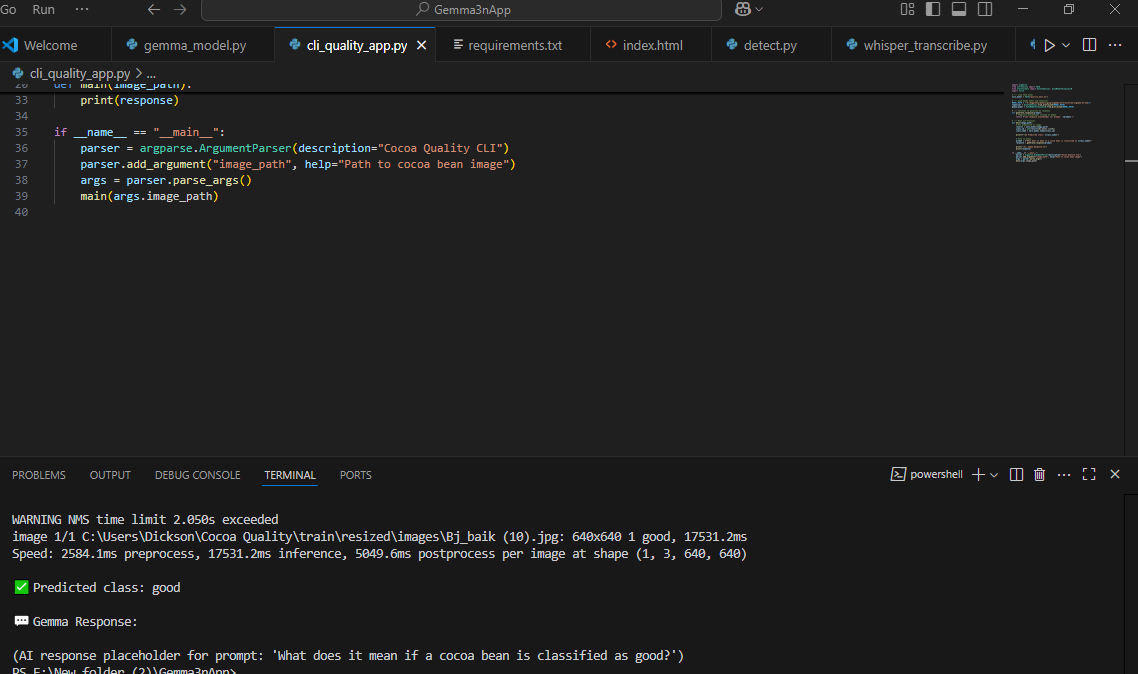 Go Run ··· Gemma3nApp
Welcome gemma_model.py cli_quality_app.py requirements.txt index.html detect.py whisper_transcribe.py
cli_quality_app.py > ...
20 def main(image_path):
33 print(response)
34
35 if __name__ == "__main__":
36 parser = argparse.ArgumentParser(description="Cocoa Quality CLI")
37 parser.add_argument("image_path", help="Path to cocoa bean image")
38 args = parser.parse_args()
39 main(args.image_path)
40
PROBLEMS OUTPUT DEBUG CONSOLE TERMINAL PORTS powershell
WARNING NMS time limit 2.050s exceeded
image 1/1 C:\Users\Dickson\Cocoa Quality\train\resized\images\Bj_baik (10).jpg: 640x640 1 good, 17531.2ms
Speed: 2584.1ms preprocess, 17531.2ms inference, 5049.6ms postprocess per image at shape (1, 3, 640, 640)
✅ Predicted class: good
💬 Gemma Response:
(AI response placeholder for prompt: 'What does it mean if a cocoa bean is classified as good?')
PS E:\New folder (2)\Gemma3nApp>